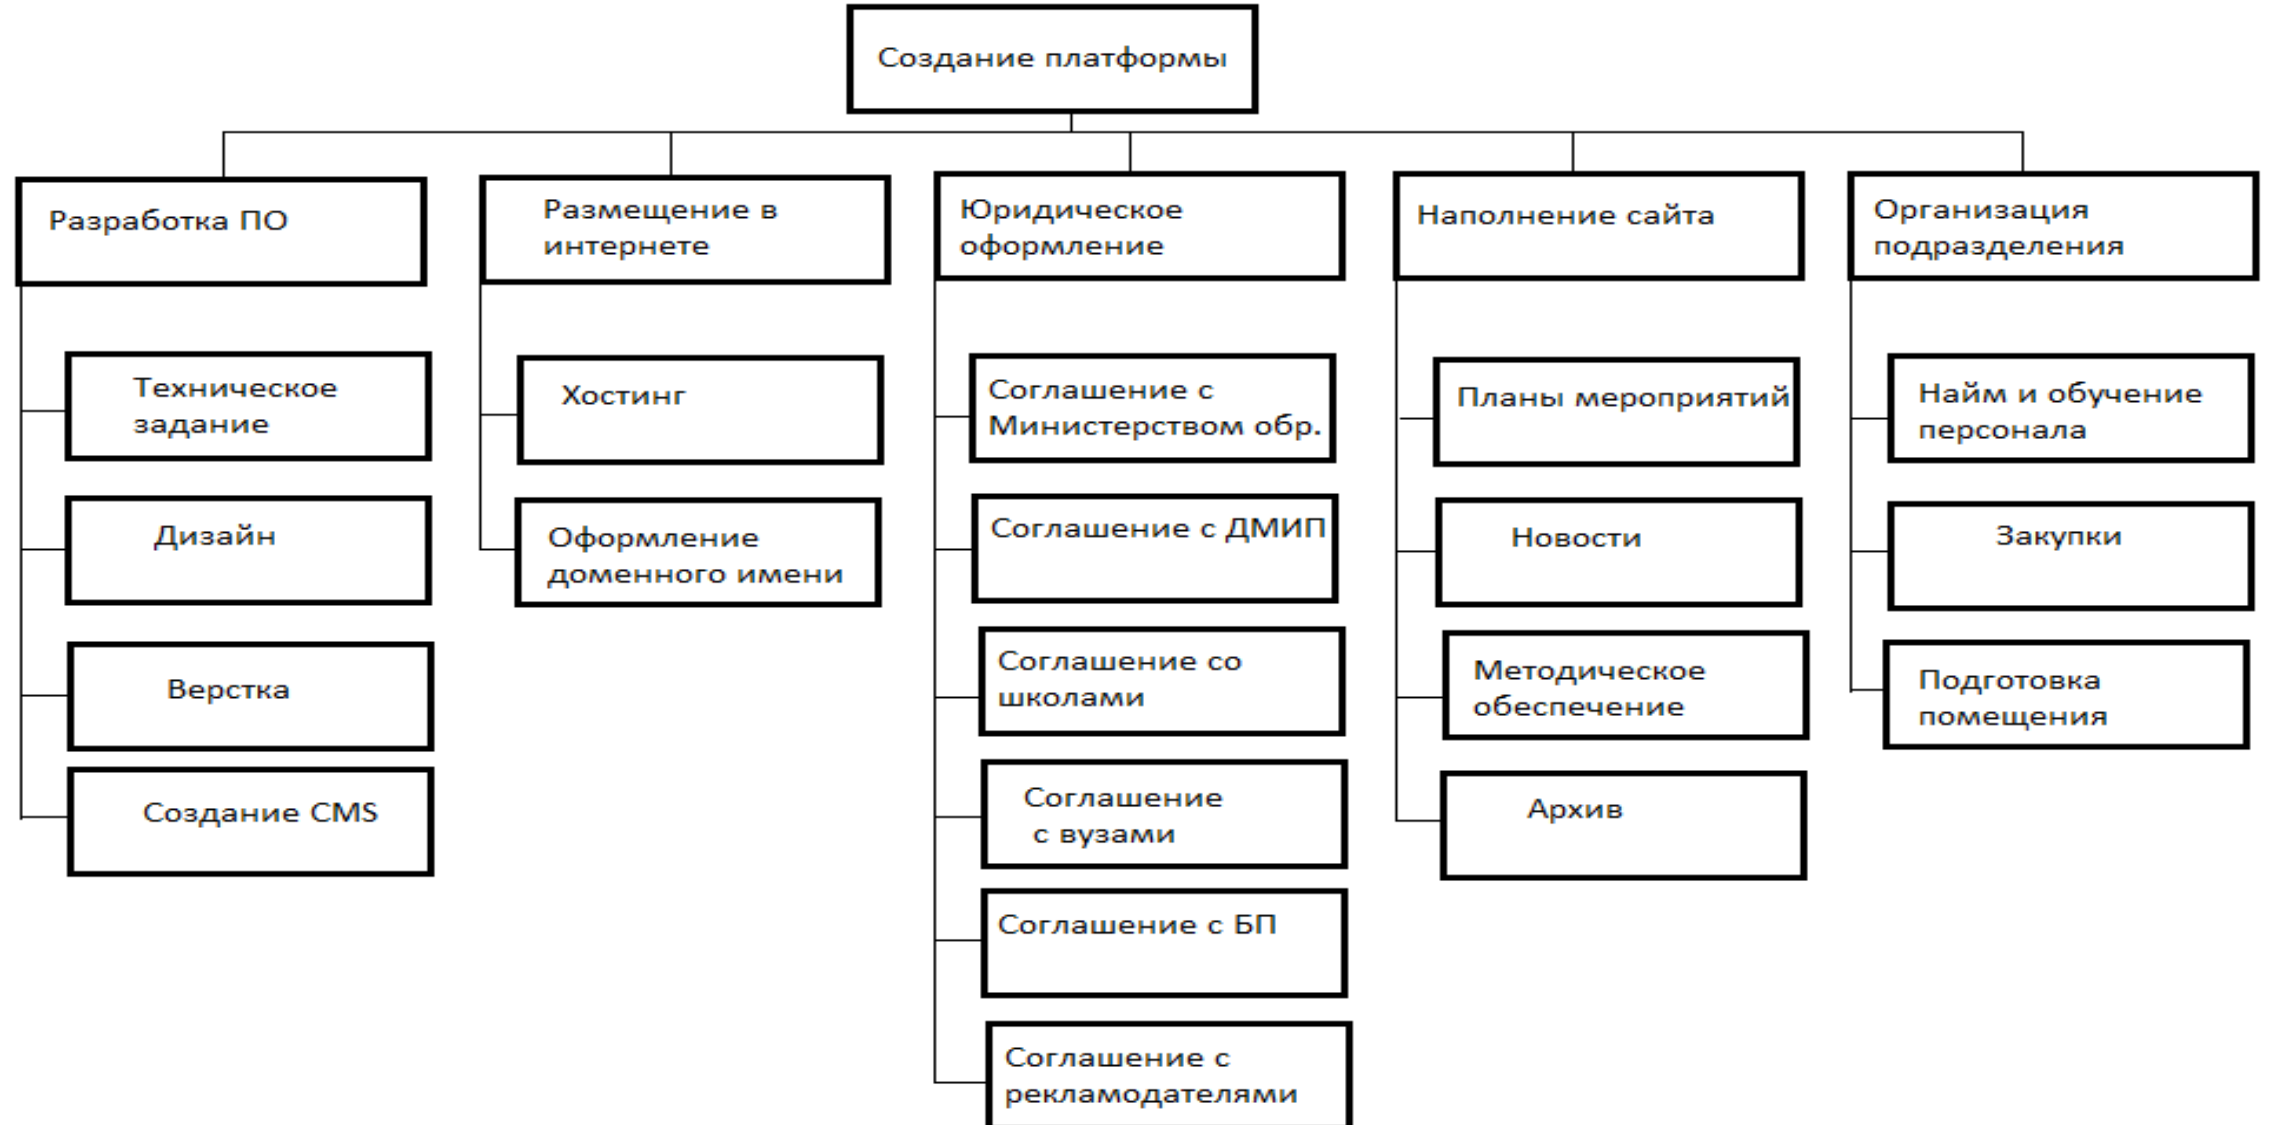 Создание платформы
Разработка ПО
Техническое
задание
Дизайн
Верстка
Создание CMS
Размещение в
интернете
Хостинг
Оформление
доменного имени
Юридическое
оформление
Соглашение с
Министерством обр.
Соглашение с ДМИП
Соглашение со
школами
Соглашение
с вузами
Соглашение с БП
Соглашение с
рекламодателями
Наполнение сайта
Планы мероприятий
Новости
Методическое
обеспечение
Архив
Организация
подразделения
Найм и обучение
персонала
Закупки
Подготовка
помещения